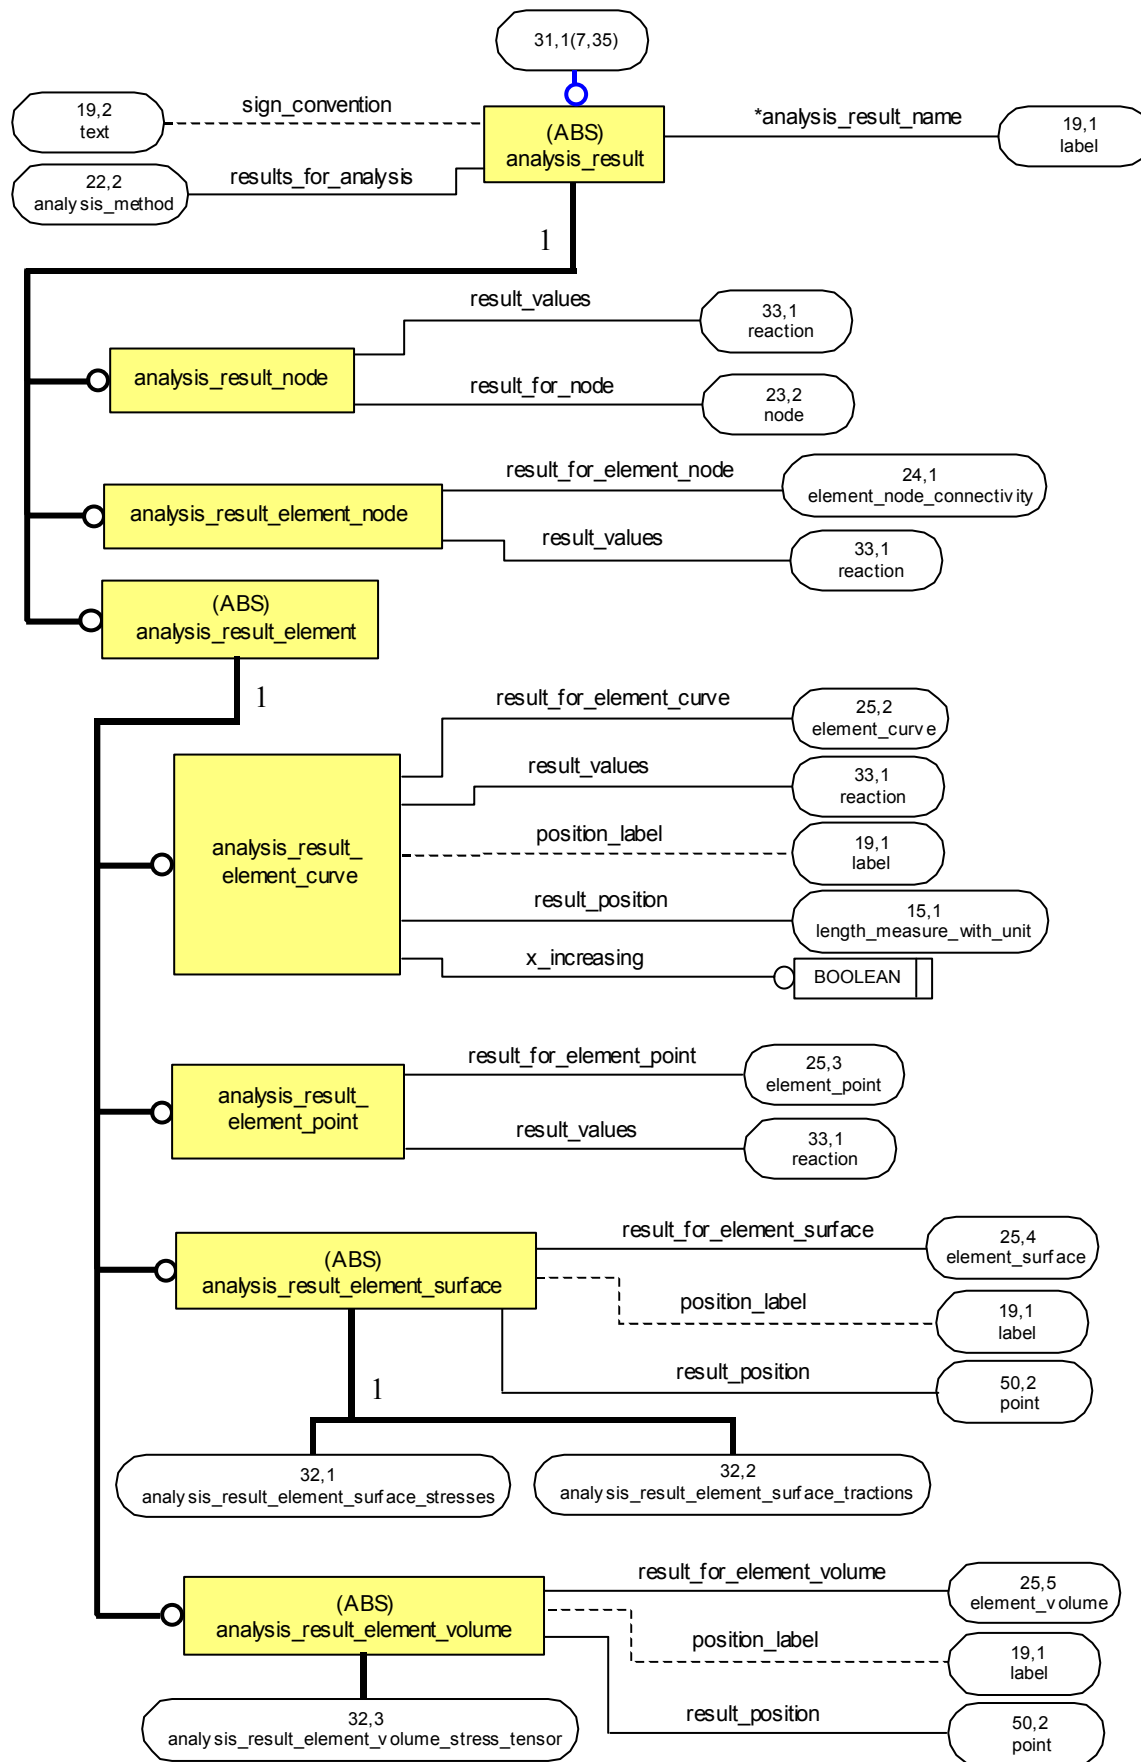 31,1(7,35)
19,2
text
sign_convention
(ABS)
analysis_result
*analysis_result_name
19,1
label
22,2
analysis_method
results_for_analysis
1
result_values
33,1
reaction
analysis_result_node
result_for_node
23,2
node
result_for_element_node
24,1
element_node_connectivity
analysis_result_element_node
result_values
33,1
reaction
(ABS)
analysis_result_element
1
result_for_element_curve
25,2
element_curve
result_values
33,1
reaction
analysis_result_
element_curve
position_label
19,1
label
result_position
15,1
length_measure_with_unit
x_increasing
BOOLEAN
result_for_element_point
25,3
element_point
analysis_result_
element_point
result_values
33,1
reaction
(ABS)
analysis_result_element_surface
result_for_element_surface
25,4
element_surface
position_label
19,1
label
result_position
50,2
point
1
32,1
analysis_result_element_surface_stresses
32,2
analysis_result_element_surface_tractions
(ABS)
analysis_result_element_volume
result_for_element_volume
25,5
element_volume
position_label
19,1
label
result_position
50,2
point
32,3
analysis_result_element_volume_stress_tensor